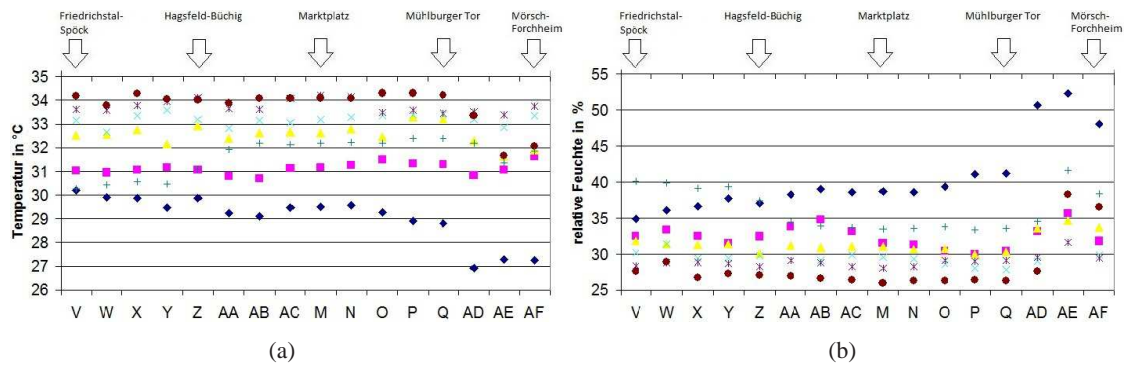 Friedrichstal-
Spöck
Hagsfeld-Büchig
Marktplatz
Mühlburger Tor
Mörsch-
Forchheim
Temperatur in °C
35
34
33
32
31
30
29
28
27
26
V W X Y Z AA AB AC M N O P Q AD AE AF
(a)
Friedrichstal-
Spöck
Hagsfeld-Büchig
Marktplatz
Mühlburger Tor
Mörsch-
Forchheim
relative Feuchte in %
55
50
45
40
35
30
25
V W X Y Z AA AB AC M N O P Q AD AE AF
(b)